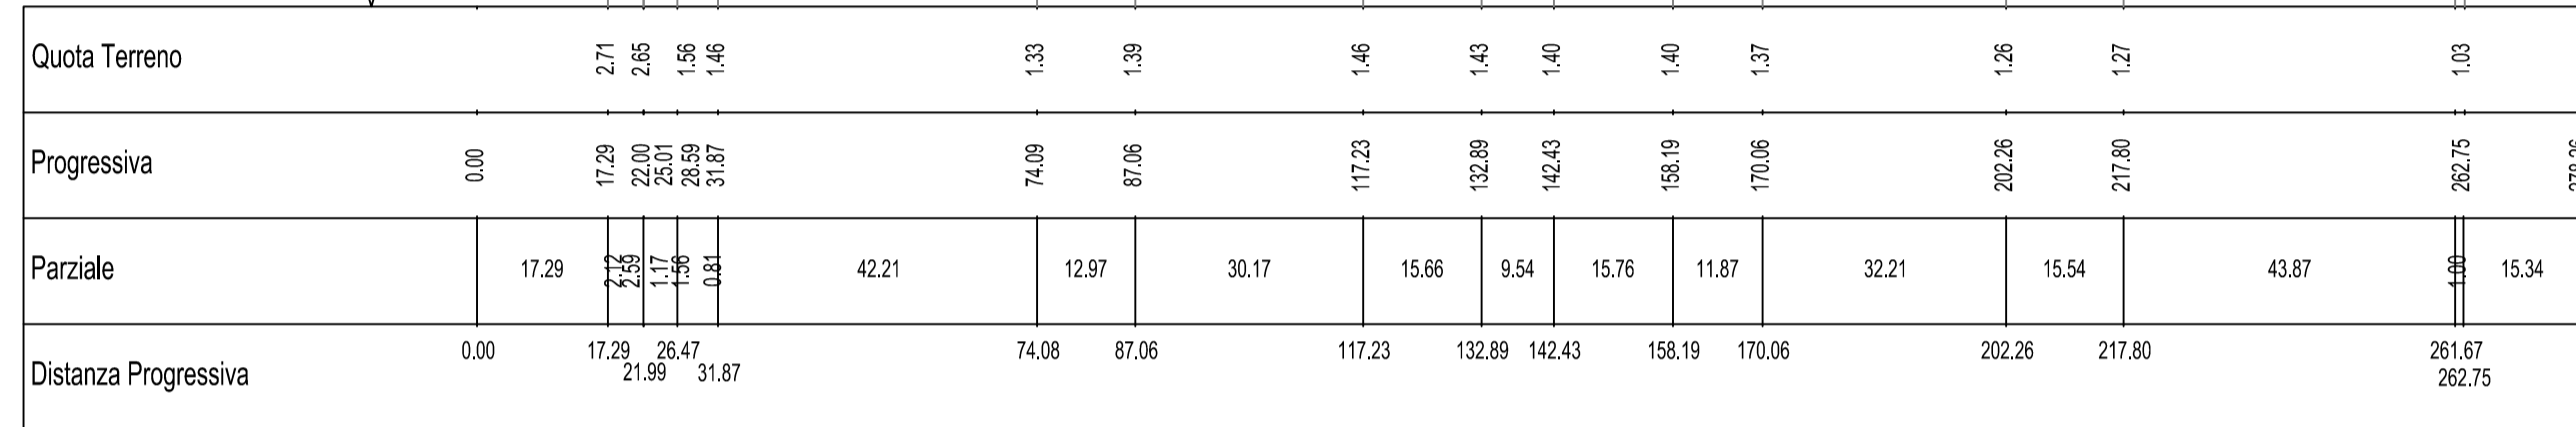 Quota Terreno 2.71 2.65 1.56 1.46 1.33 1.39 1.46 1.43 1.40 1.40 1.37 1.26 1.27 1.03
Progressiva 0.00 17.29 22.00 25.01 28.59 31.87 74.09 87.06 117.23 132.89 142.43 158.19 170.06 202.26 217.80 262.75
Parziale 17.29 2.12 2.59 1.17 1.56 0.81 42.21 12.97 30.17 15.66 9.54 15.76 11.87 32.21 15.54 43.87 1.00 15.34
0.00 17.29 26.47 74.08 87.06 117.23 132.89 142.43 158.19 170.06 202.26 217.80 261.67
Distanza Progressiva 21.99 31.87 262.75